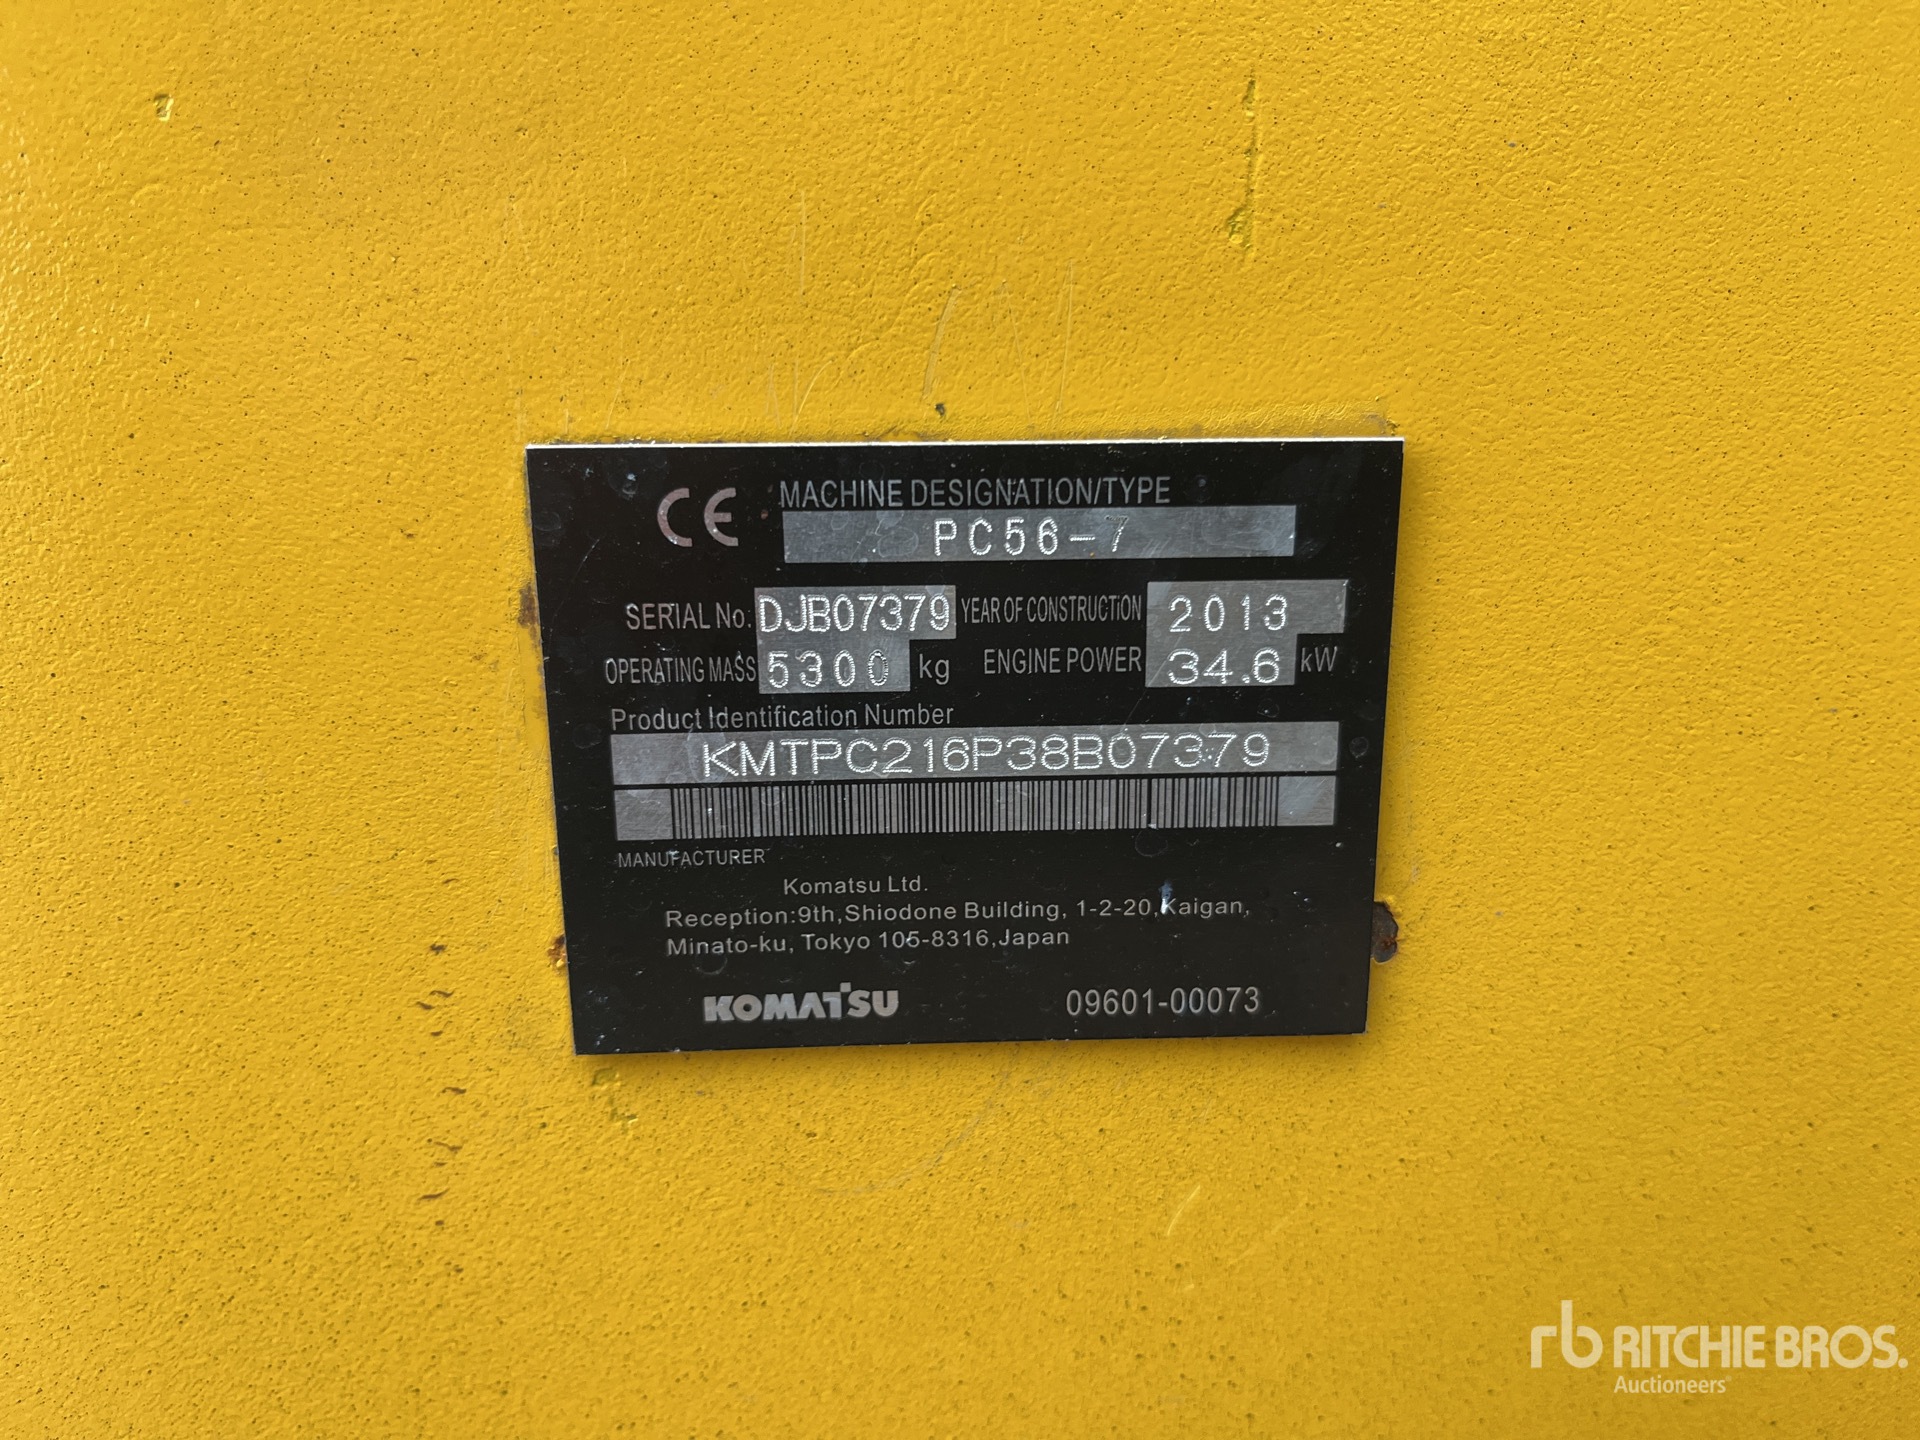 CE MACHINE DESIGNATION/TYPE
PC56-7
SERIAL No. DJB07379 YEAR OF CONSTRUCTION 2013
OPERATING MASS 5300 kg ENGINE POWER 34.6 kW
Product Identification Number
KMTPC216P38B07379
MANUFACTURER
Komatsu Ltd.
Reception:9th,Shiodone Building, 1-2-20,Kaigan,
Minato-ku, Tokyo 105-8316,Japan
KOMATSU 09601-00073
rb RITCHIE BROS.
Auctioneers